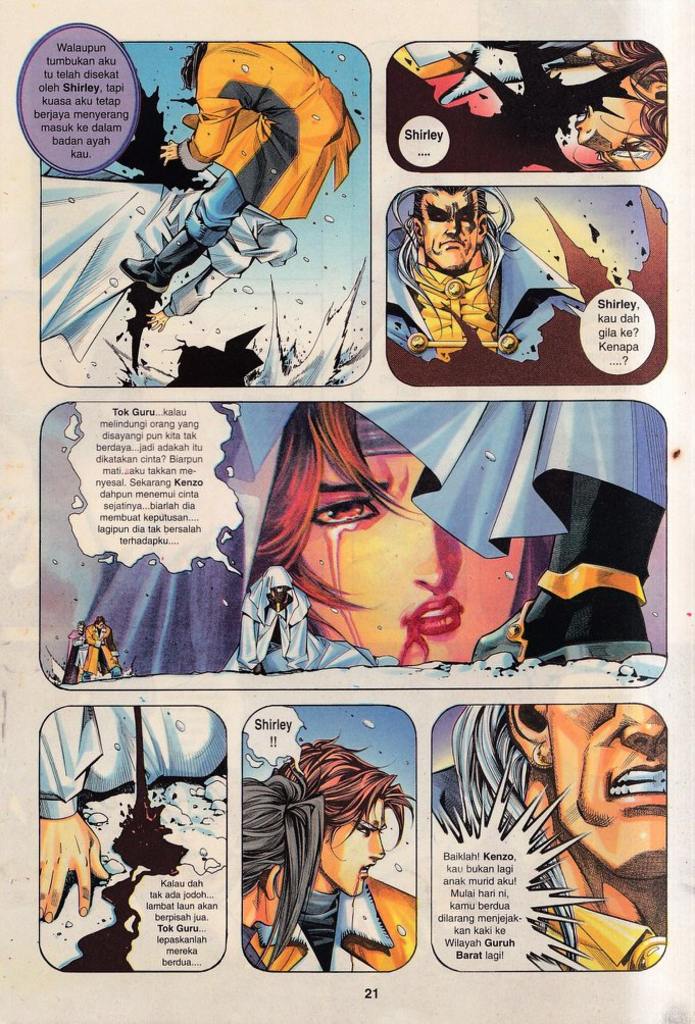 Walaupun
tumbukan aku
tu telah disekat
oleh Shirley, tapi
kuasa aku tetap
berjaya menyerang
masuk ke dalam
badan ayah
kau.
Shirley
....
Shirley,
kau dah
gila ke?
Kenapa
....?
Tok Guru...kalau
melindungi orang yang
disayangi pun kita tak
berdaya...jadi adakah itu
dikatakan cinta? Biarpun
mati...aku takkan me-
nyesal. Sekarang Kenzo
dahpun menemui cinta
sejatinya...biarlah dia
membuat keputusan....
lagipun dia tak bersalah
terhadapku....
Kalau dah
tak ada jodoh...
lambat laun akan
berpisah jua.
Tok Guru...
lepaskanlah
mereka
berdua....
Shirley
!!
Baiklah! Kenzo,
kau bukan lagi
anak murid aku!
Mulai hari ni,
kamu berdua
dilarang menjejak-
kan kaki ke
Wilayah Guruh
Barat lagi!
21